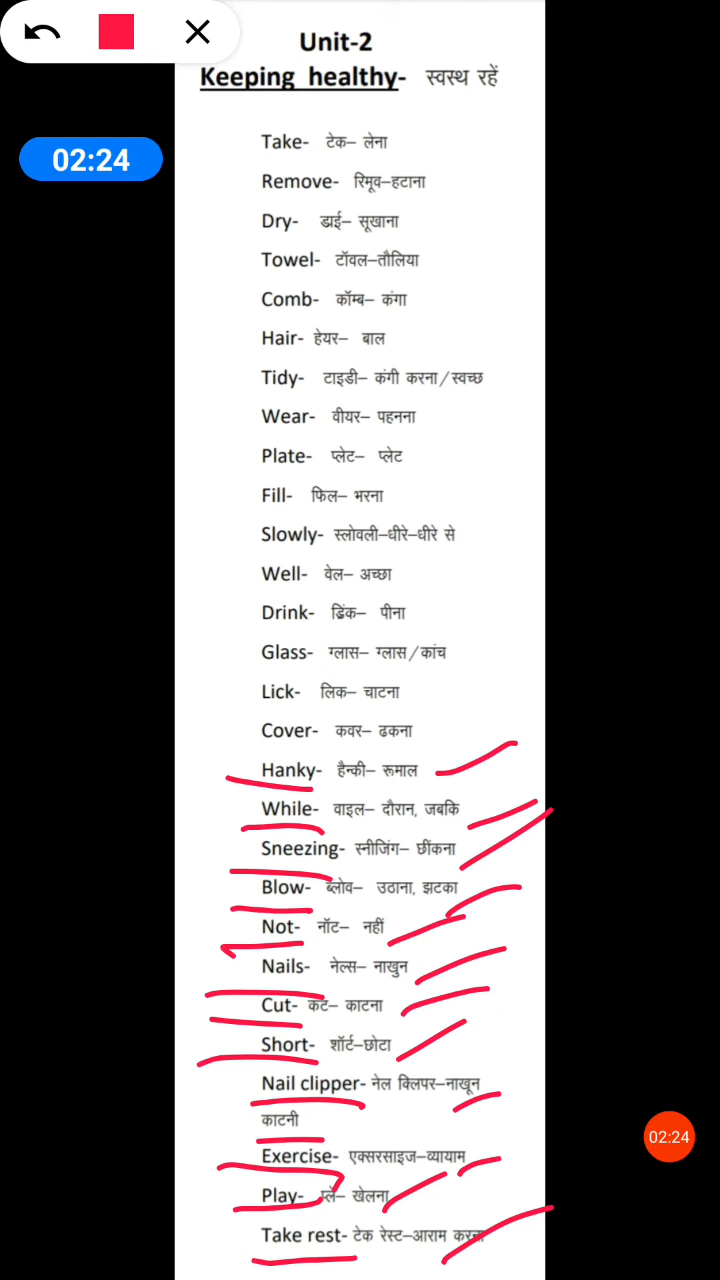 Unit-2
Keeping healthy- स्वस्थ रहें
02:24
Take- टेक– लेना
Remove- रिमूव–हटाना
Dry- ड्राई– सूखाना
Towel- टॉवल–तौलिया
Comb- कॉम्ब– कंगा
Hair- हेयर– बाल
Tidy- टाइडी– कंगी करना/स्वच्छ
Wear- वीयर– पहनना
Plate- प्लेट– प्लेट
Fill- फिल– भरना
Slowly- स्लोवली–धीरे–धीरे से
Well- वेल– अच्छा
Drink- ड्रिंक– पीना
Glass- ग्लास– ग्लास/कांच
Lick- लिक– चाटना
Cover- कवर– ढकना
Hanky- हैन्की– रूमाल
While- वाइल– दौरान, जबकि
Sneezing- स्नीजिंग– छींकना
Blow- ब्लोव– उठाना, झटका
Not- नॉट– नहीं
Nails- नेल्स– नाखुन
Cut- कट– काटना
Short- शॉर्ट–छोटा
Nail clipper- नेल क्लिपर–नाखून
काटनी
Exercise- एक्सरसाइज–व्यायाम
02:24
Play- प्ले– खेलना
Take rest- टेक रेस्ट–आराम करना